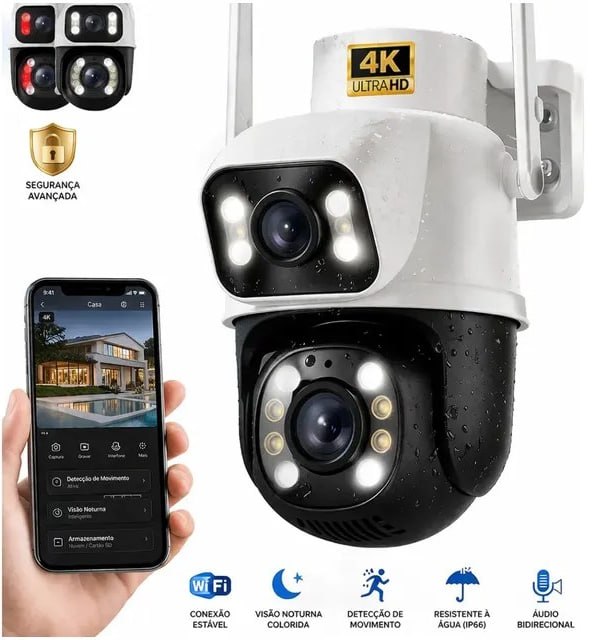 4K
ULTRA HD
SEGURANÇA
AVANÇADA
9:41
Casa
4K
Captura
Gravar
Interfone
Mais
Detecção de Movimento
Ativo
Visão Noturna
Inteligente
Armazenamento
Nuvem / Cartão SD
WiFi
CONEXÃO
ESTÁVEL
VISÃO NOTURNA
COLORIDA
DETECÇÃO DE
MOVIMENTO
RESISTENTE À
ÁGUA (IP66)
ÁUDIO
BIDIRECIONAL